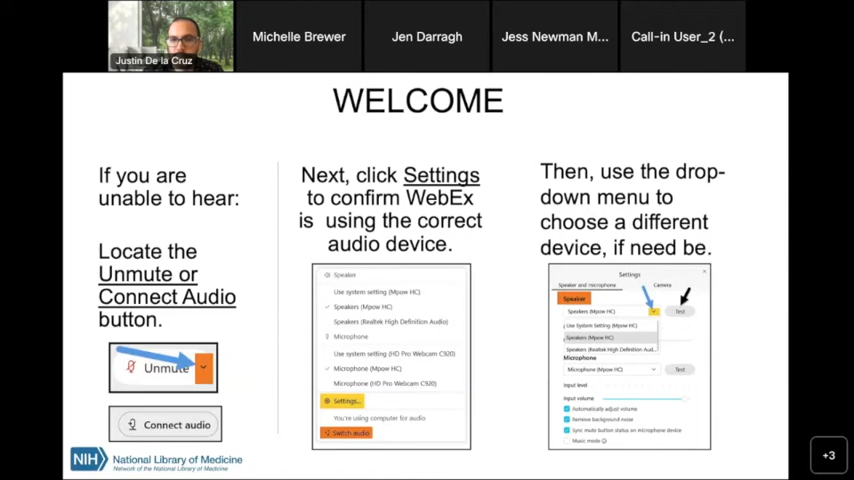 Justin De la Cruz
Michelle Brewer
Jen Darragh
Jess Newman M...
Call-in User_2 (...
WELCOME
If you are
unable to hear:
Locate the
Unmute or
Connect Audio
button.
Unmute
Connect audio
Next, click Settings
to confirm WebEx
is using the correct
audio device.
Speaker
Use system setting (Mpow HC)
Speakers (Mpow HC)
Speakers (Realtek High Definition Audio)
Microphone
Use system setting (HD Pro Webcam C920)
Microphone (Mpow HC)
Microphone (HD Pro Webcam C920)
Settings...
You're using computer for audio
Switch audio
Then, use the drop-
down menu to
choose a different
device, if need be.
Settings
Speaker and microphone
Camera
Speaker
Speakers (Mpow HC)
Test
Use System Setting (Mpow HC)
Speakers (Mpow HC)
Speakers (Realtek High Definition Aud...
Microphone
Microphone (Mpow HC)
Test
Input level
Input volume
Automatically adjust volume
Remove background noise
Sync mute button status on microphone device
Music mode
NIH National Library of Medicine
Network of the National Library of Medicine
+3